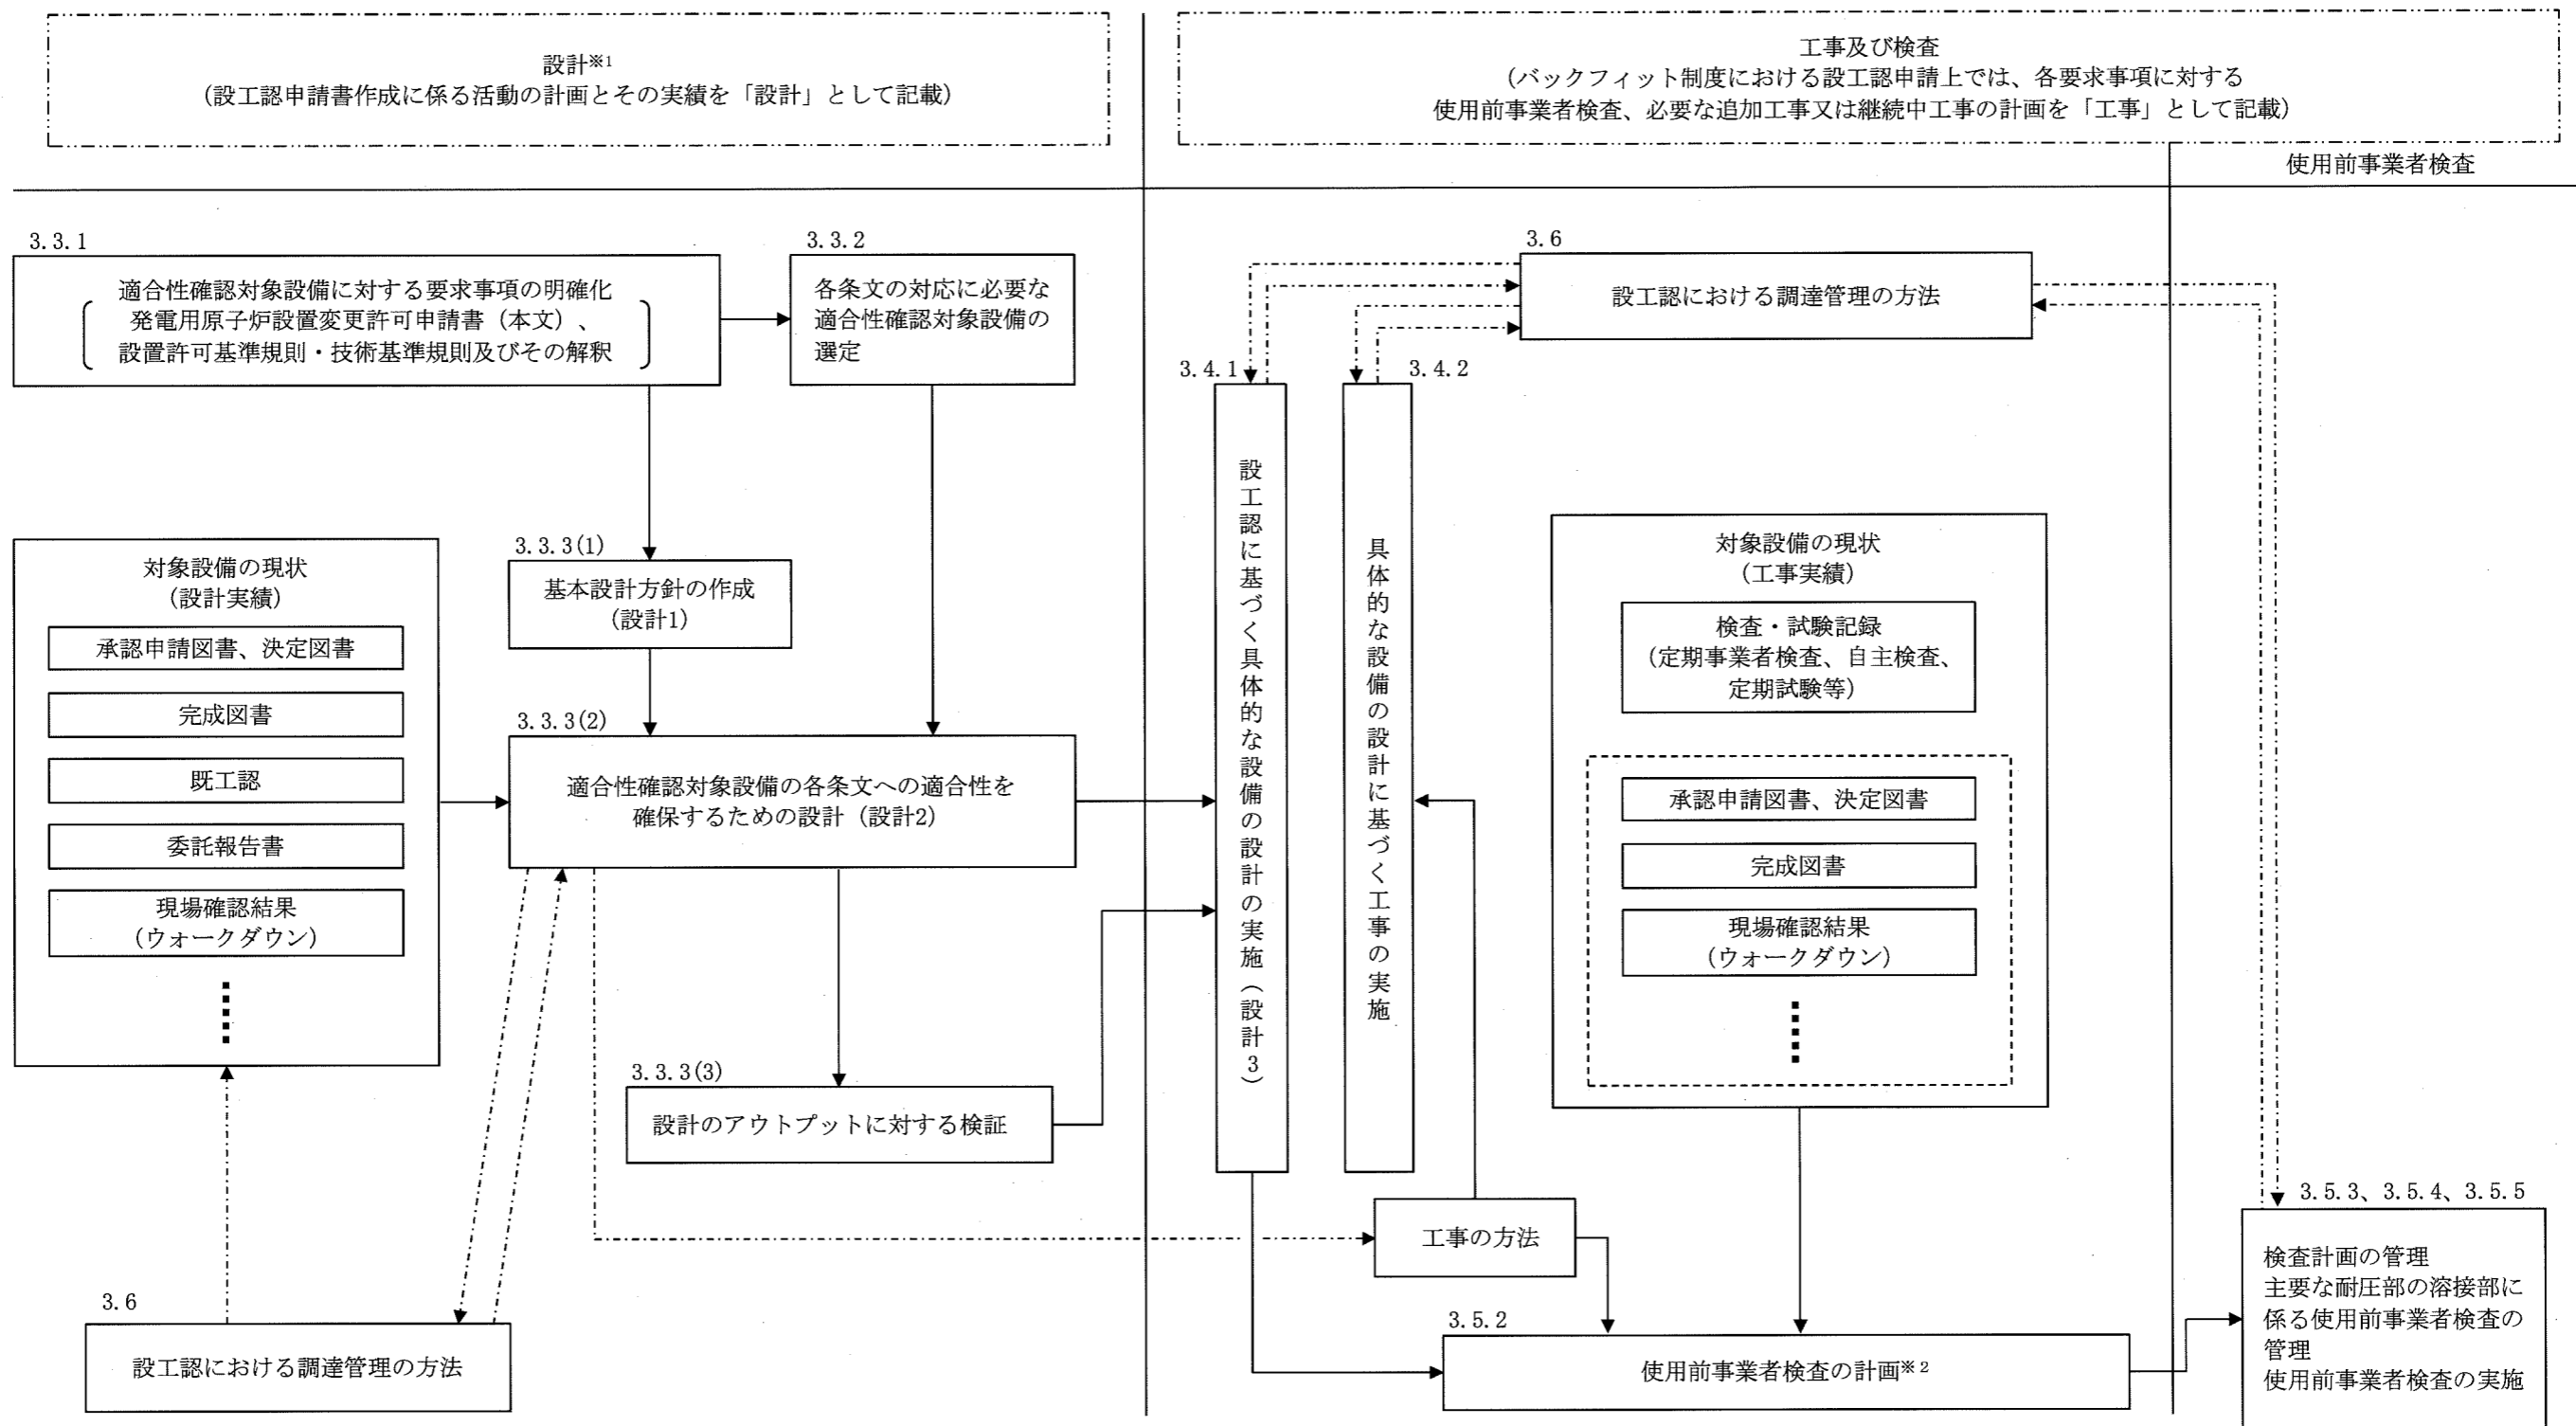 設計※1
(設工認申請書作成に係る活動の計画とその実績を「設計」として記載)
工事及び検査
(バックフィット制度における設工認申請上では、各要求事項に対する
使用前事業者検査、必要な追加工事又は継続中工事の計画を「工事」として記載)
使用前事業者検査
3.3.1
適合性確認対象設備に対する要求事項の明確化
発電用原子炉設置変更許可申請書(本文)、
設置許可基準規則・技術基準規則及びその解釈
3.3.2
各条文の対応に必要な
適合性確認対象設備の
選定
対象設備の現状
(設計実績)
承認申請図書、決定図書
完成図書
既工認
委託報告書
現場確認結果
(ウォークダウン)
3.3.3(1)
基本設計方針の作成
(設計1)
3.3.3(2)
適合性確認対象設備の各条文への適合性を
確保するための設計(設計2)
3.3.3(3)
設計のアウトプットに対する検証
3.6
設工認における調達管理の方法
3.6
設工認における調達管理の方法
3.4.1
設工認に基づく具体的な設備の設計の実施(設計3)
3.4.2
具体的な設備の設計に基づく工事の実施
対象設備の現状
(工事実績)
検査・試験記録
(定期事業者検査、自主検査、
定期試験等)
承認申請図書、決定図書
完成図書
現場確認結果
(ウォークダウン)
工事の方法
3.5.2
使用前事業者検査の計画※2
3.5.3、3.5.4、3.5.5
検査計画の管理
主要な耐圧部の溶接部に
係る使用前事業者検査の
管理
使用前事業者検査の実施